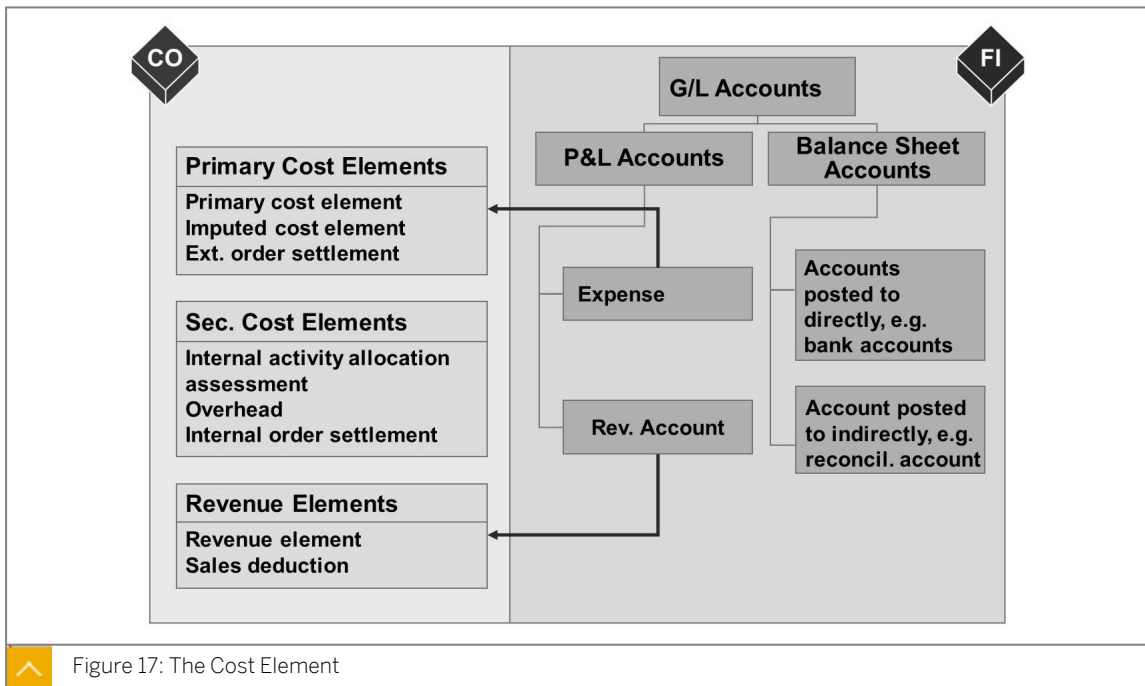 CO
FI
G/L Accounts
P&L Accounts
Balance Sheet
Accounts
Primary Cost Elements
Primary cost element
Imputed cost element
Ext. order settlement
Expense
Accounts
posted to
directly, e.g.
bank accounts
Sec. Cost Elements
Internal activity allocation
assessment
Overhead
Internal order settlement
Rev. Account
Account posted
to indirectly, e.g.
reconcil. account
Revenue Elements
Revenue element
Sales deduction
Figure 17: The Cost Element